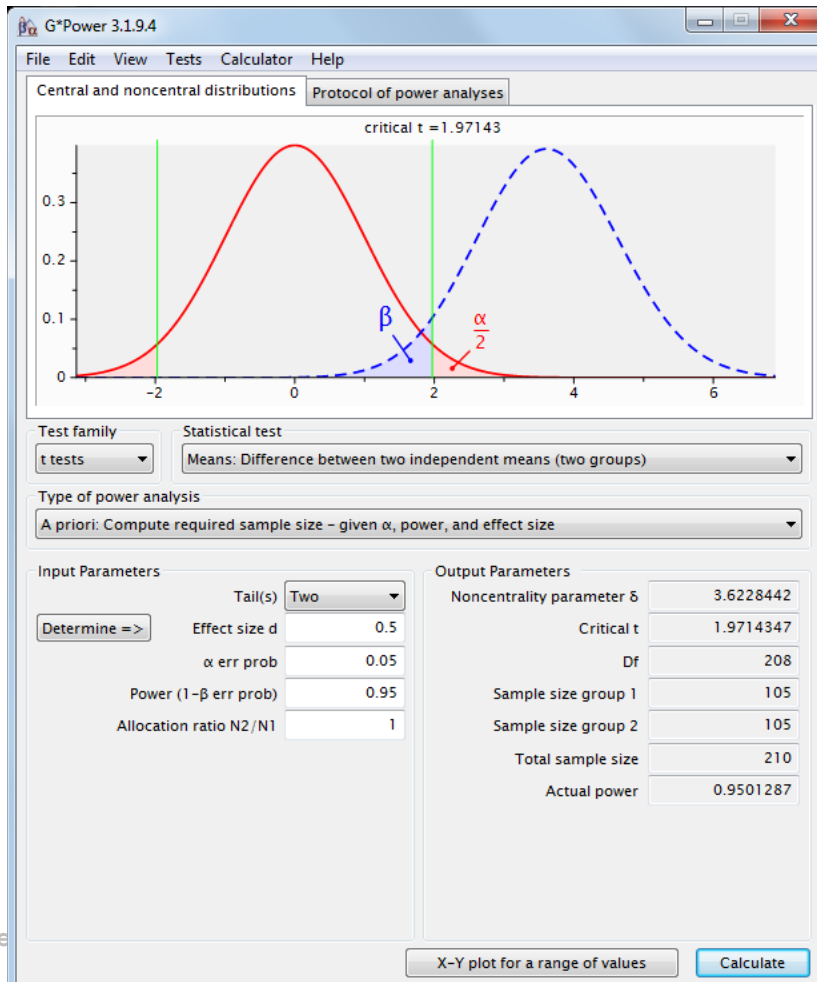 G*Power 3.1.9.4
File Edit View Tests Calculator Help
Central and noncentral distributions Protocol of power analyses
critical t =1.97143
0.3
0.2
0.1
0
β
α
2
-2 0 2 4 6
Test family Statistical test
t tests Means: Difference between two independent means (two groups)
Type of power analysis
A priori: Compute required sample size - given α, power, and effect size
Input Parameters Output Parameters
Tail(s) Two Noncentrality parameter δ 3.6228442
Determine => Effect size d 0.5 Critical t 1.9714347
α err prob 0.05 Df 208
Power (1-β err prob) 0.95 Sample size group 1 105
Allocation ratio N2/N1 1 Sample size group 2 105
Total sample size 210
Actual power 0.9501287
X-Y plot for a range of values Calculate